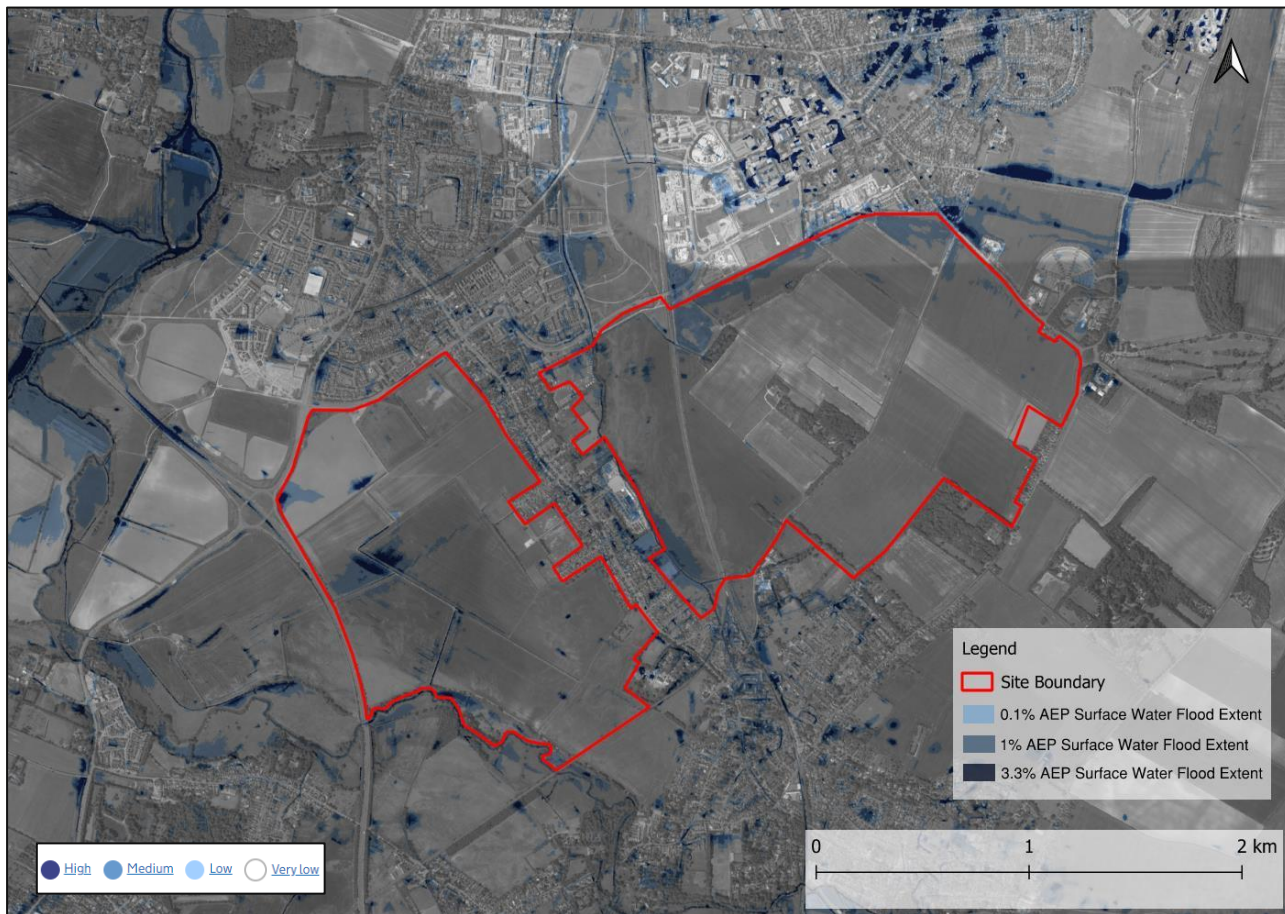 Legend
Site Boundary
0.1% AEP Surface Water Flood Extent
1% AEP Surface Water Flood Extent
3.3% AEP Surface Water Flood Extent
High Medium Low Very low
0 1 2 km